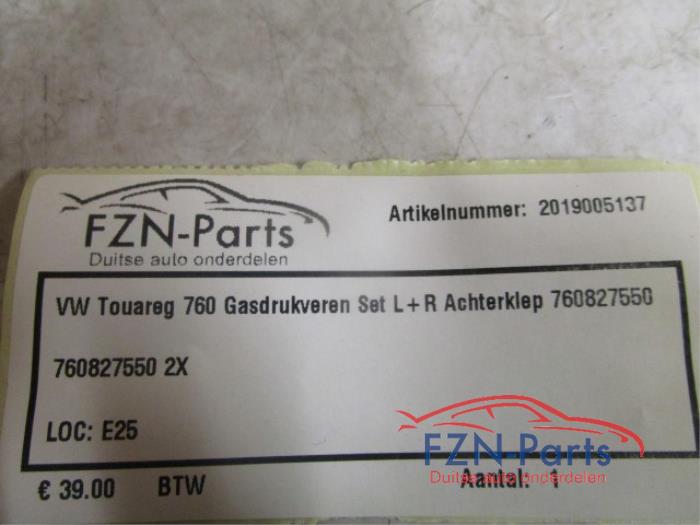 FZN-Parts
Duitse auto onderdelen
Artikelnummer: 2019005137
VW Touareg 760 Gasdrukveren Set L+R Achterklep 760827550
760827550 2X
LOC: E25
€ 39.00 BTW Aantal: 1
FZN-Parts
Duitse auto onderdelen